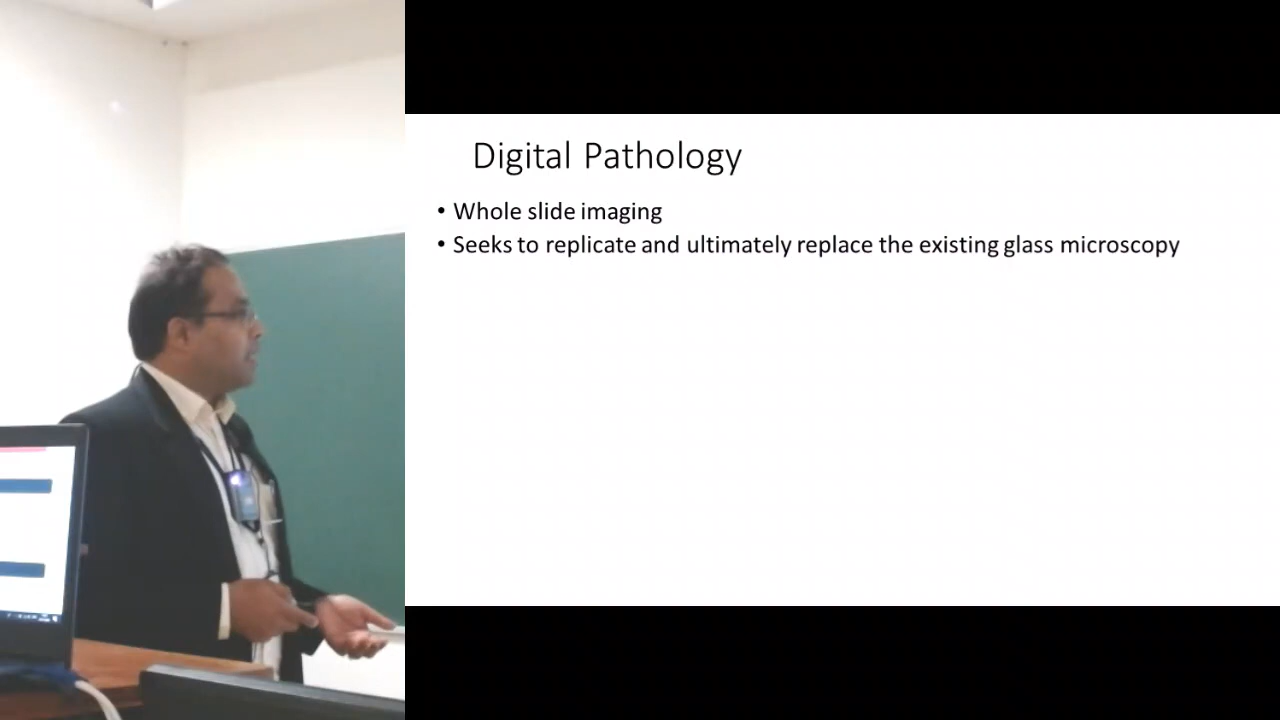 Digital Pathology
• Whole slide imaging
• Seeks to replicate and ultimately replace the existing glass microscopy